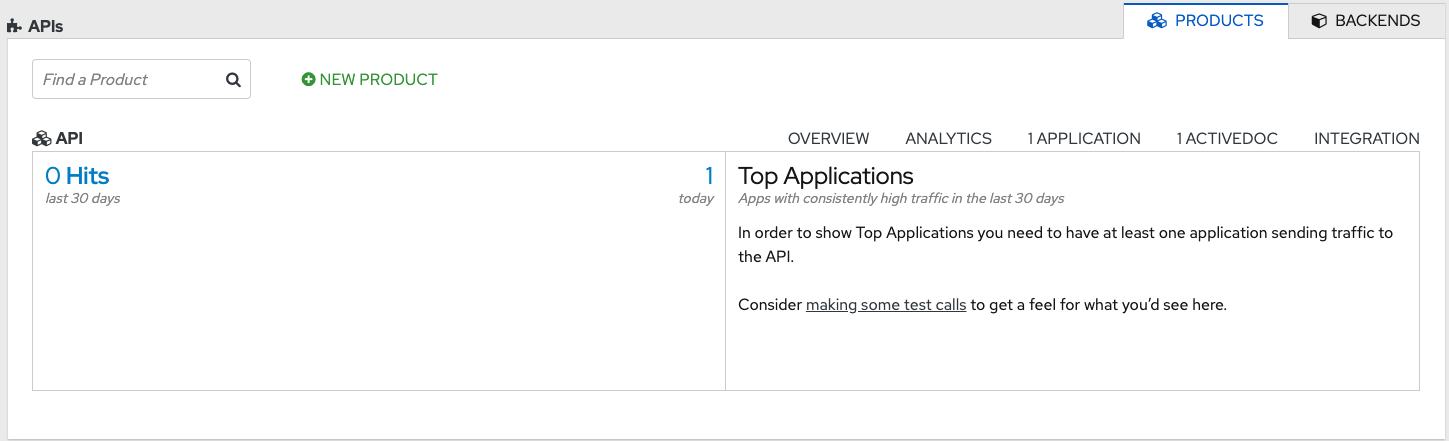 APIs
PRODUCTS
BACKENDS
Find a Product
NEW PRODUCT
API
OVERVIEW
ANALYTICS
1 APPLICATION
1 ACTIVEDOC
INTEGRATION
0 Hits
last 30 days
1
today
Top Applications
Apps with consistently high traffic in the last 30 days
In order to show Top Applications you need to have at least one application sending traffic to
the API.
Consider making some test calls to get a feel for what you’d see here.